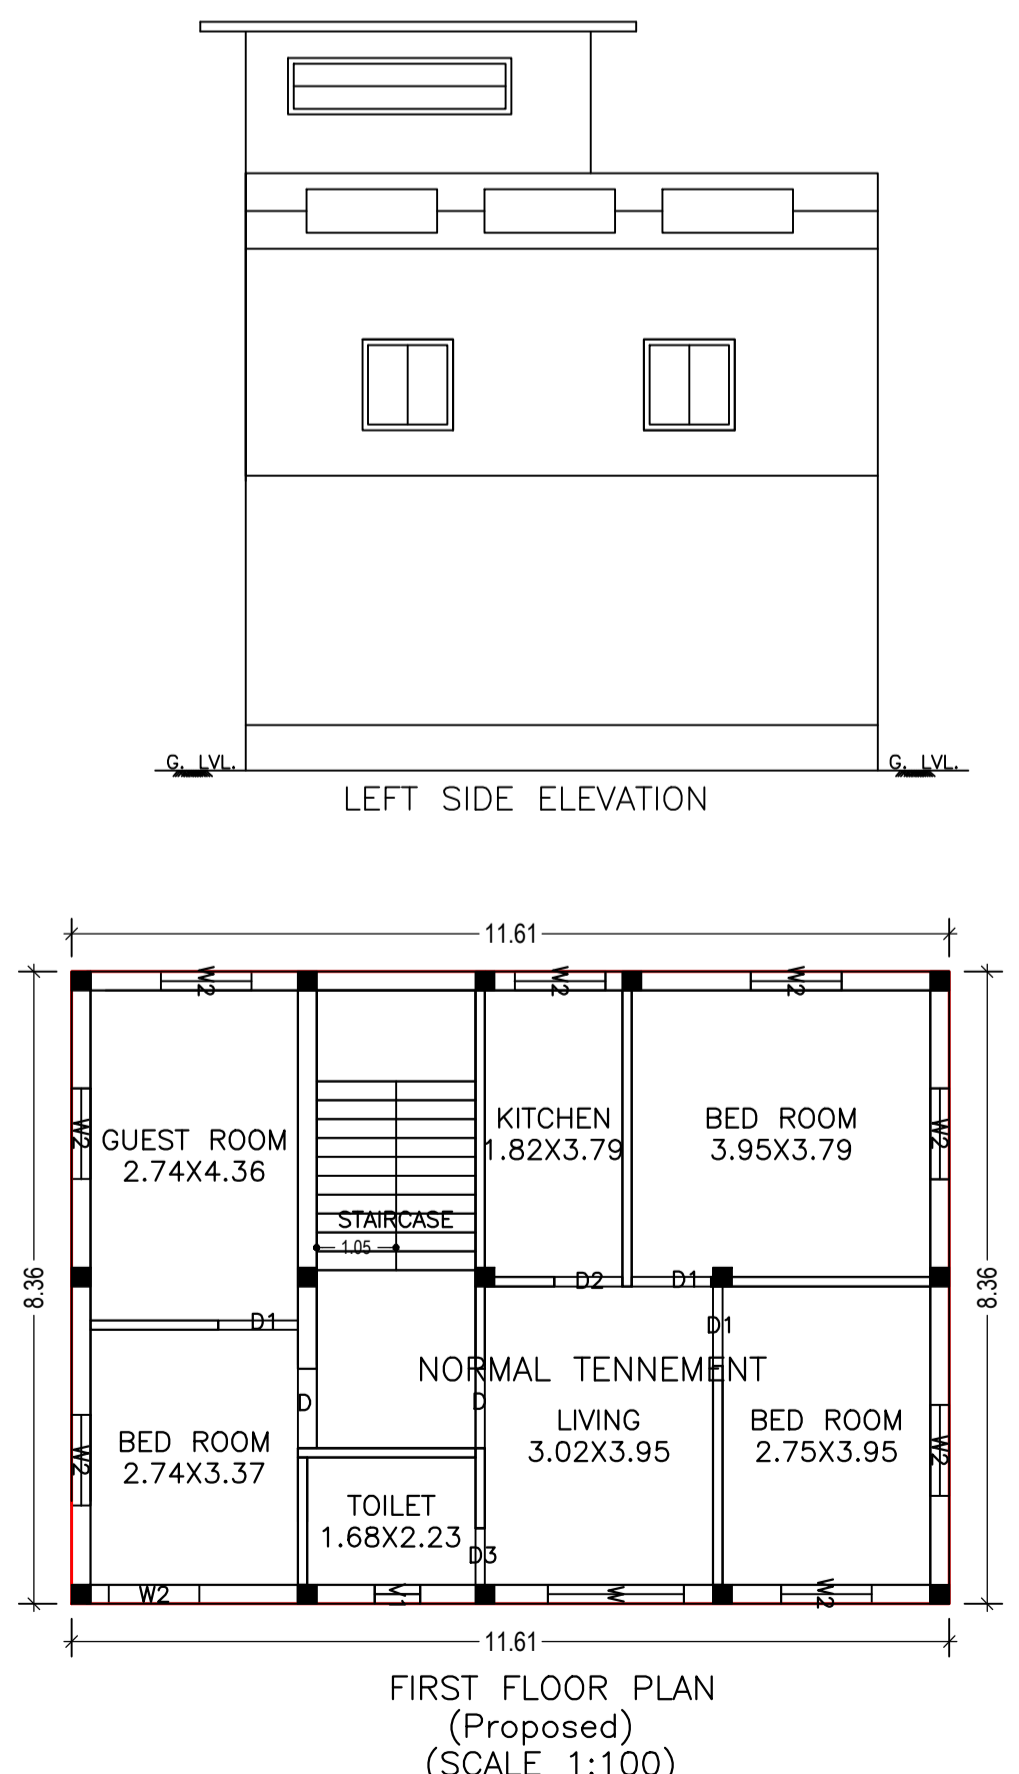 G. LVL.
G. LVL.
LEFT SIDE ELEVATION
11.61
W2
W2
W2
8.36
8.36
W2
GUEST ROOM
2.74X4.36
KITCHEN
1.82X3.79
BED ROOM
3.95X3.79
W2
STAIRCASE
1.05
D2
D1
D1
D1
NORMAL TENNEMENT
D
D
W2
BED ROOM
2.74X3.37
LIVING
3.02X3.95
BED ROOM
2.75X3.95
W2
TOILET
1.68X2.23
D3
W2
V1
W
W2
11.61
FIRST FLOOR PLAN
(Proposed)
(SCALE 1:100)